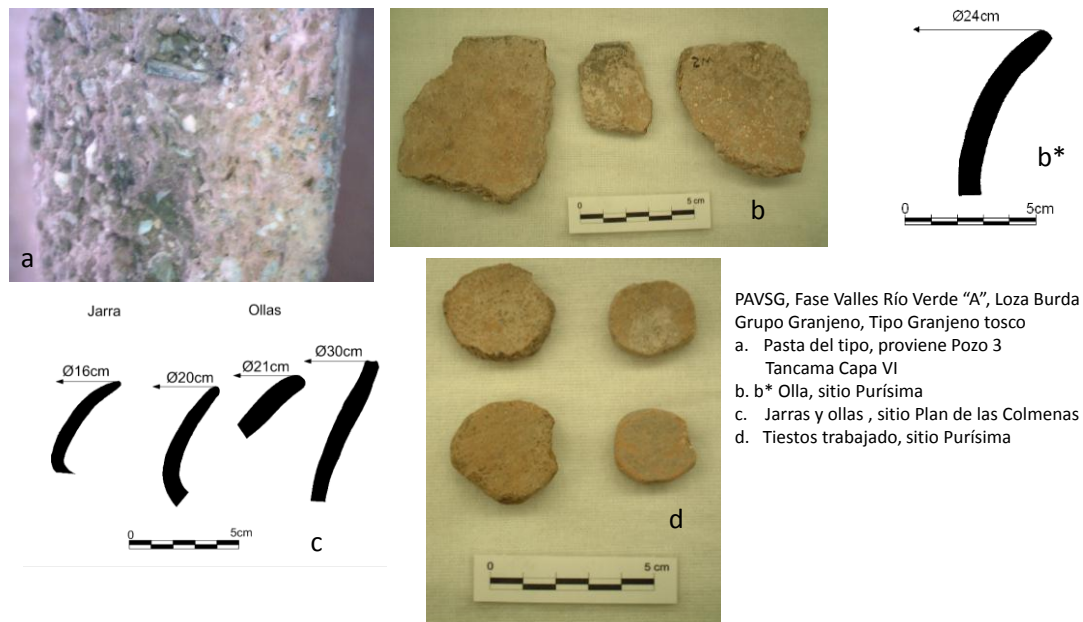 a
b
5 cm
0
Ø24cm
b*
0
5cm
Jarra
Ollas
Ø16cm
Ø20cm
Ø21cm
Ø30cm
0
5cm
c
d
0
5 cm
PAVSG, Fase Valles Río Verde “A”, Loza Burda
Grupo Granjeno, Tipo Granjeno tosco
a. Pasta del tipo, proviene Pozo 3
Tancama Capa VI
b. b* Olla, sitio Purísima
c. Jarras y ollas , sitio Plan de las Colmenas
d. Tiestos trabajado, sitio Purísima